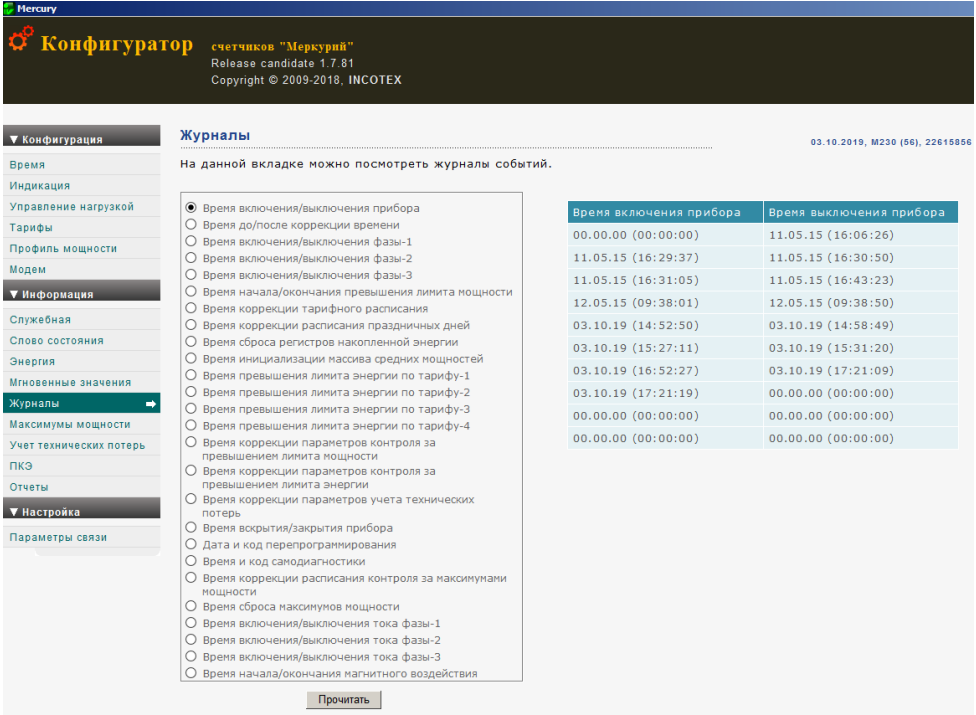 Mercury
Конфигуратор
счетчиков "Меркурий"
Release candidate 1.7.81
Copyright © 2009-2018, INCOTEX
▼ Конфигурация
Время
Индикация
Управление нагрузкой
Тарифы
Профиль мощности
Модем
▼ Информация
Служебная
Слово состояния
Энергия
Мгновенные значения
Журналы
Максимумы мощности
Учет технических потерь
ПКЭ
Отчеты
▼ Настройка
Параметры связи
Журналы
03.10.2019, M230 (56), 22615856
На данной вкладке можно посмотреть журналы событий.
Время включения/выключения прибора
Время до/после коррекции времени
Время включения/выключения фазы-1
Время включения/выключения фазы-2
Время включения/выключения фазы-3
Время начала/окончания превышения лимита мощности
Время коррекции тарифного расписания
Время коррекции расписания праздничных дней
Время сброса регистров накопленной энергии
Время инициализации массива средних мощностей
Время превышения лимита энергии по тарифу-1
Время превышения лимита энергии по тарифу-2
Время превышения лимита энергии по тарифу-3
Время превышения лимита энергии по тарифу-4
Время коррекции параметров контроля за
превышением лимита мощности
Время коррекции параметров контроля за
превышением лимита энергии
Время коррекции параметров учета технических
потерь
Время вскрытия/закрытия прибора
Дата и код перепрограммирования
Время и код самодиагностики
Время коррекции расписания контроля за максимумами
мощности
Время сброса максимумов мощности
Время включения/выключения тока фазы-1
Время включения/выключения тока фазы-2
Время включения/выключения тока фазы-3
Время начала/окончания магнитного воздействия
Прочитать
Время включения прибора Время выключения прибора
00.00.00 (00:00:00) 11.05.15 (16:06:26)
11.05.15 (16:29:37) 11.05.15 (16:30:50)
11.05.15 (16:31:05) 11.05.15 (16:43:23)
12.05.15 (09:38:01) 12.05.15 (09:38:50)
03.10.19 (14:52:50) 03.10.19 (14:58:49)
03.10.19 (15:27:11) 03.10.19 (15:31:20)
03.10.19 (16:52:27) 03.10.19 (17:21:09)
03.10.19 (17:21:19) 00.00.00 (00:00:00)
00.00.00 (00:00:00) 00.00.00 (00:00:00)
00.00.00 (00:00:00) 00.00.00 (00:00:00)